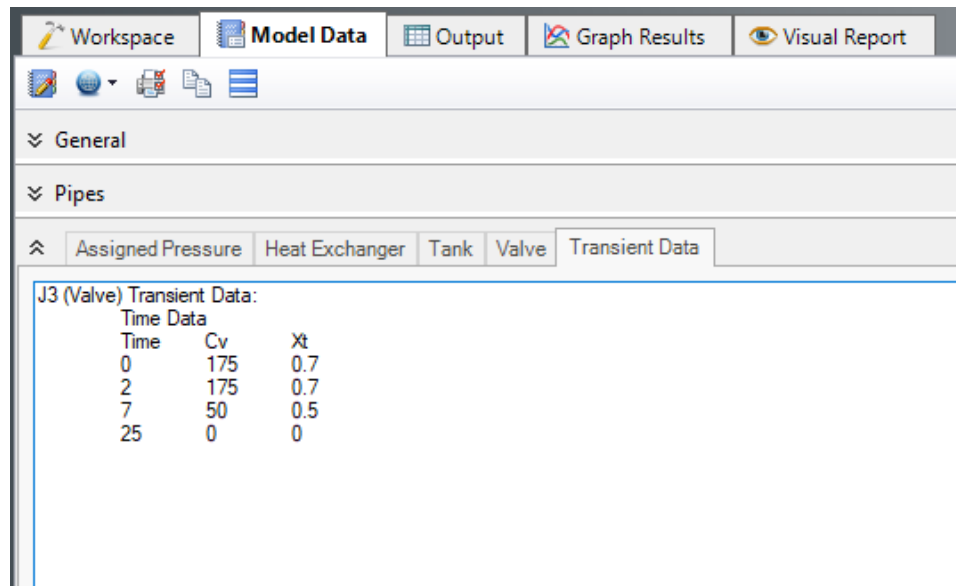 Workspace Model Data Output Graph Results Visual Report
General
Pipes
Assigned Pressure Heat Exchanger Tank Valve Transient Data
J3 (Valve) Transient Data:
Time Data
Time Cv Xt
0 175 0.7
2 175 0.7
7 50 0.5
25 0 0